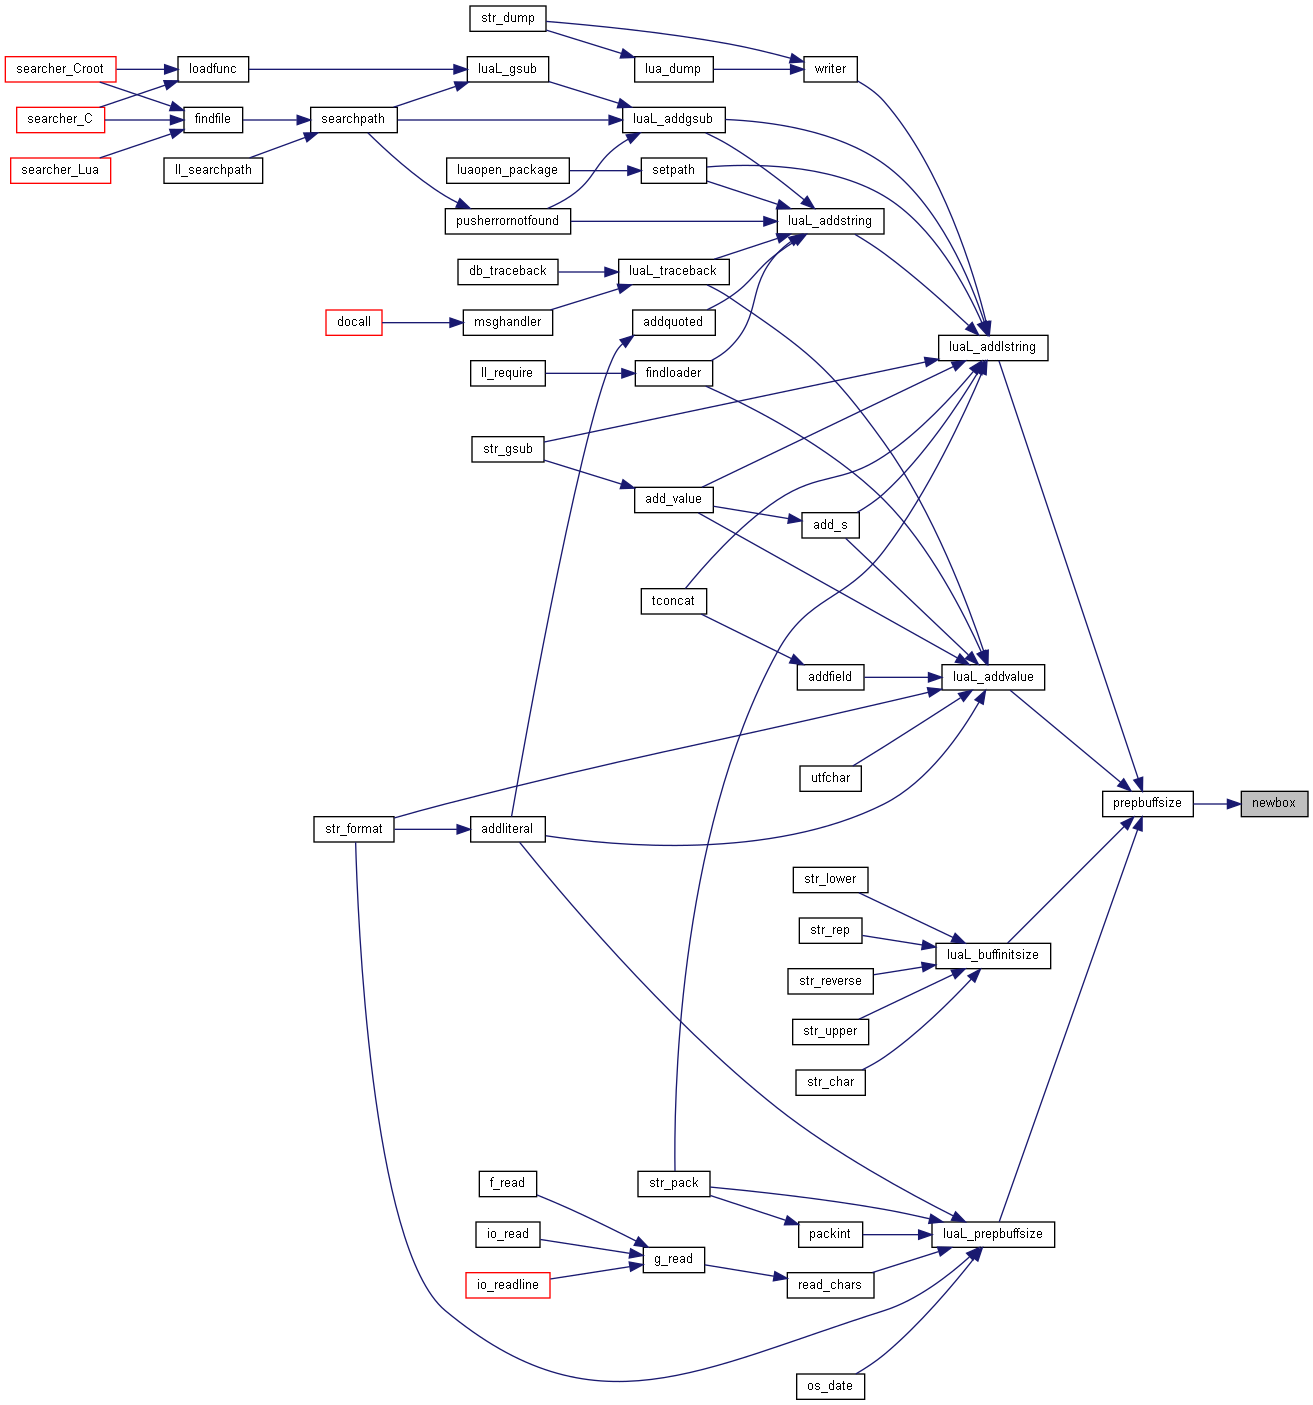 str_dump
searcher_Croot
loadfunc
luaL_gsub
lua_dump
writer
searcher_C
findfile
searchpath
luaL_addgsub
searcher_Lua
ll_searchpath
luaopen_package
setpath
pusherrornotfound
luaL_addstring
db_traceback
luaL_traceback
docall
msghandler
addquoted
luaL_addlstring
ll_require
findloader
str_gsub
add_value
add_s
tconcat
addfield
luaL_addvalue
utfchar
prepbuffsize
newbox
str_format
addliteral
str_lower
str_rep
luaL_buffinitsize
str_reverse
str_upper
str_char
f_read
str_pack
io_read
packint
luaL_prepbuffsize
g_read
io_readline
read_chars
os_date